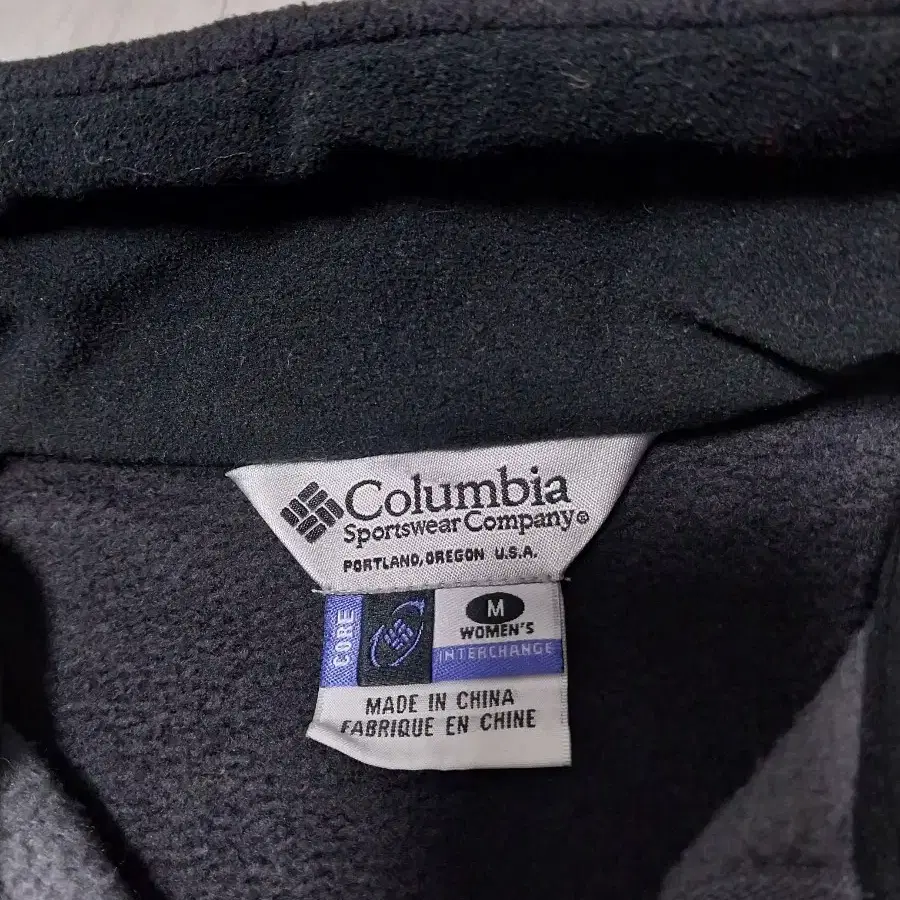 Columbia
Sportswear Company®
PORTLAND, OREGON U.S.A.
CORE
M
WOMEN'S
INTERCHANGE
MADE IN CHINA
FABRIQUE EN CHINE